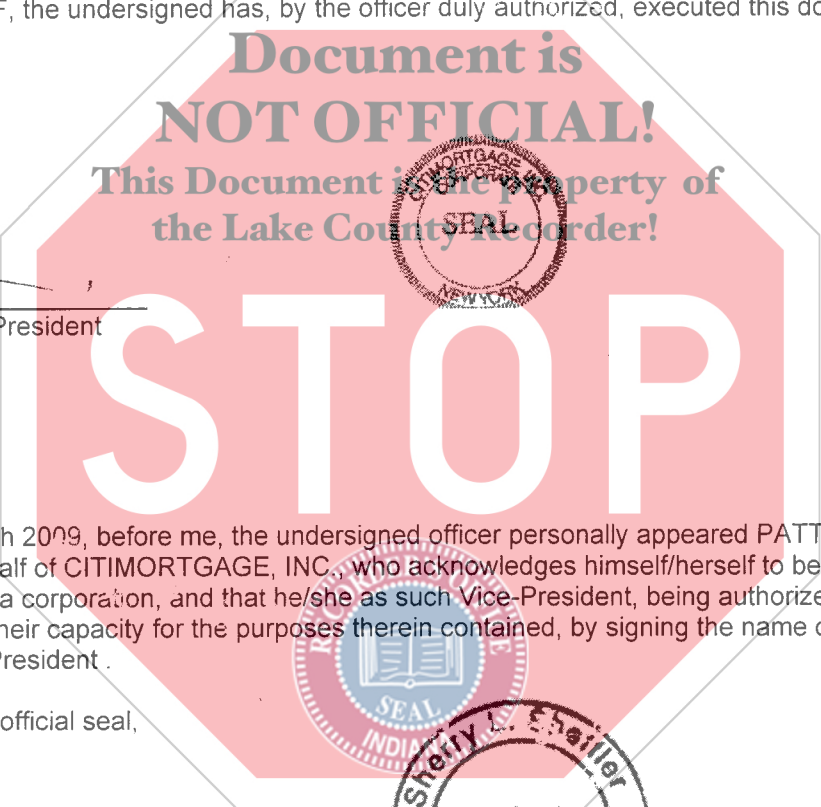 F, the undersigned has, by the officer duly authorized, executed this do
Document is
NOT OFFICIAL!
This Document is the property of
the Lake County Recorder!
CITIMORTGAGE
SEAL
NEW YORK
President
STOP
h 2009, before me, the undersigned officer personally appeared PATT
alf of CITIMORTGAGE, INC., who acknowledges himself/herself to be
a corporation, and that he/she as such Vice-President, being authorize
heir capacity for the purposes therein contained, by signing the name o
President .
RECORDER'S OFFICE
SEAL
INDIANA
official seal,
Sherry L. Shaffer